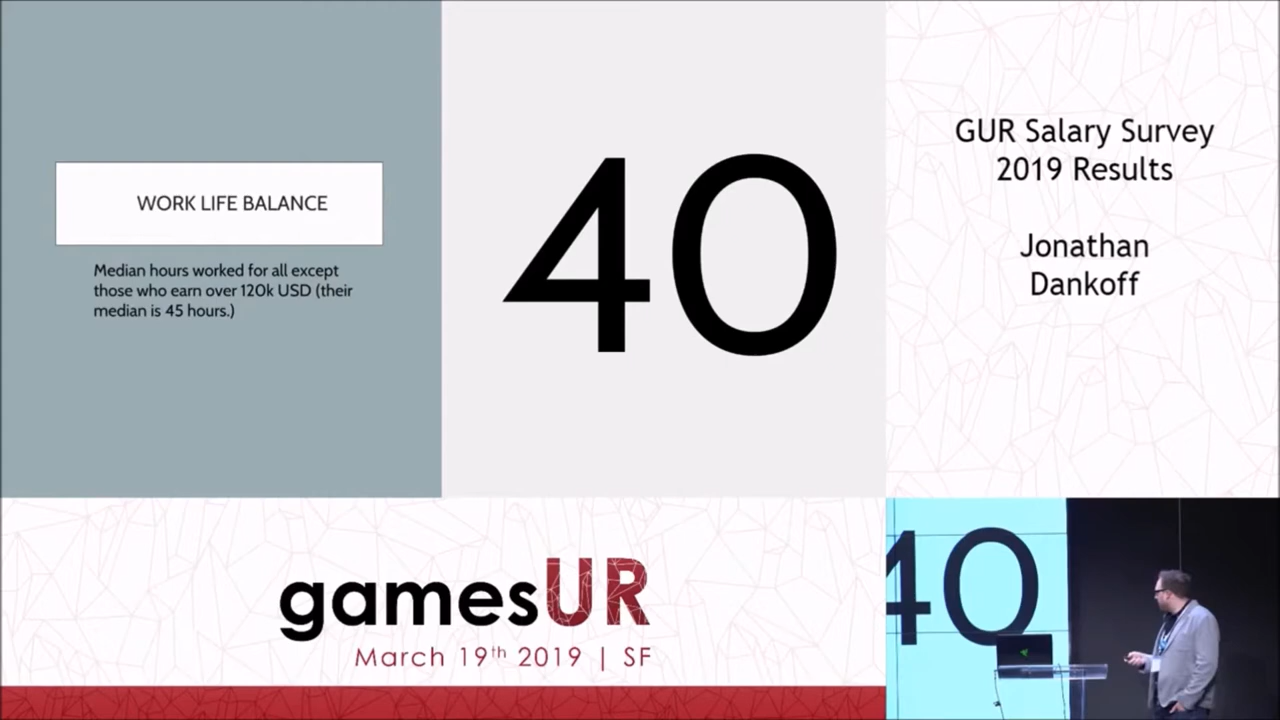 WORK LIFE BALANCE
Median hours worked for all except
those who earn over 120k USD (their
median is 45 hours.)
40
GUR Salary Survey
2019 Results
Jonathan
Dankoff
gamesUR
March 19th 2019 | SF
40